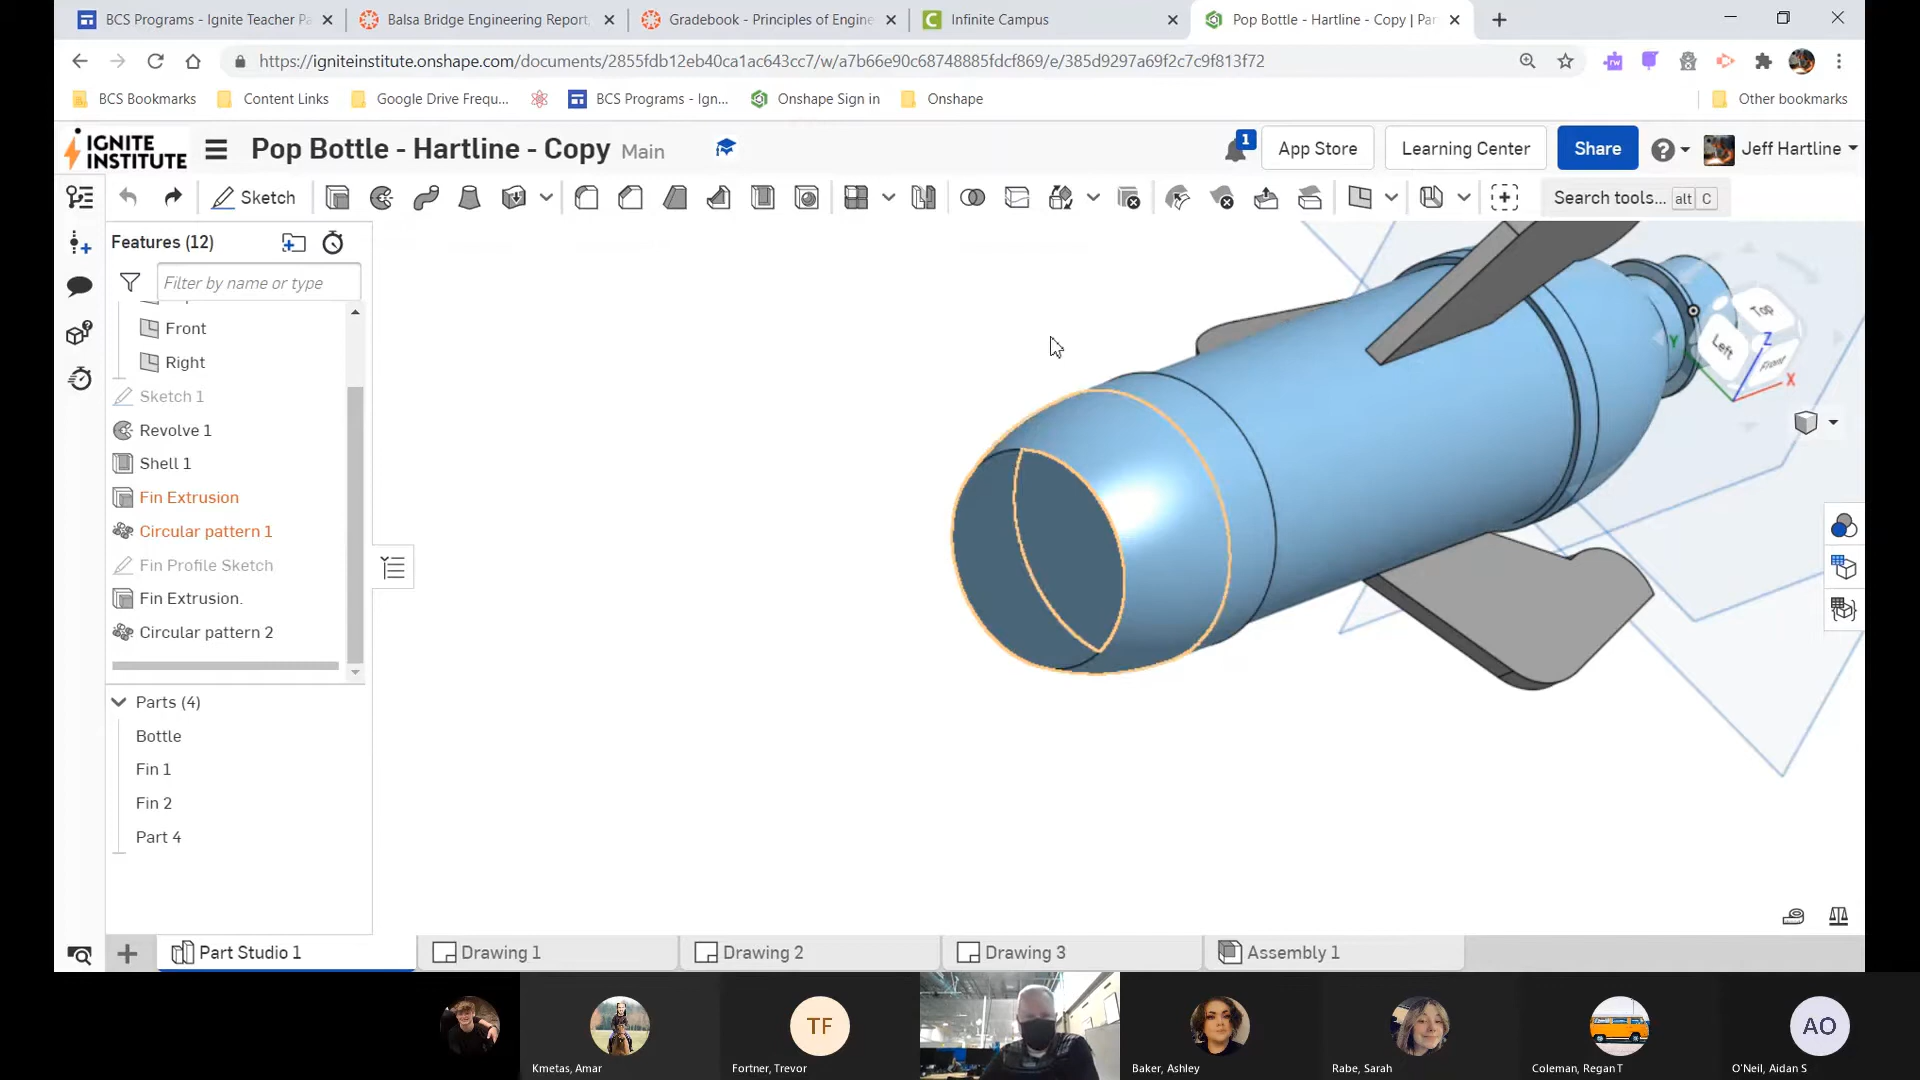 BCS Programs - Ignite Teacher Pa
Balsa Bridge Engineering Report,
Gradebook - Principles of Engine
Infinite Campus
Pop Bottle - Hartline - Copy | Par
https://igniteinstitute.onshape.com/documents/2855fdb12eb40ca1ac643cc7/w/a7b66e90c68748885fdcf869/e/385d9297a69f2c7c9f813f72
BCS Bookmarks
Content Links
Google Drive Frequ...
BCS Programs - Ign...
Onshape Sign in
Onshape
Other bookmarks
IGNITE
INSTITUTE
Pop Bottle - Hartline - Copy Main
1
App Store
Learning Center
Share
Jeff Hartline
Sketch
Search tools... alt C
Features (12)
Filter by name or type
Front
Right
Sketch 1
Revolve 1
Shell 1
Fin Extrusion
Circular pattern 1
Fin Profile Sketch
Fin Extrusion.
Circular pattern 2
Parts (4)
Bottle
Fin 1
Fin 2
Part 4
Top
Left
Front
Z
Y
X
Part Studio 1
Drawing 1
Drawing 2
Drawing 3
Assembly 1
TF
AO
Kmetas, Amar
Fortner, Trevor
Baker, Ashley
Rabe, Sarah
Coleman, Regan T
O'Neil, Aidan S